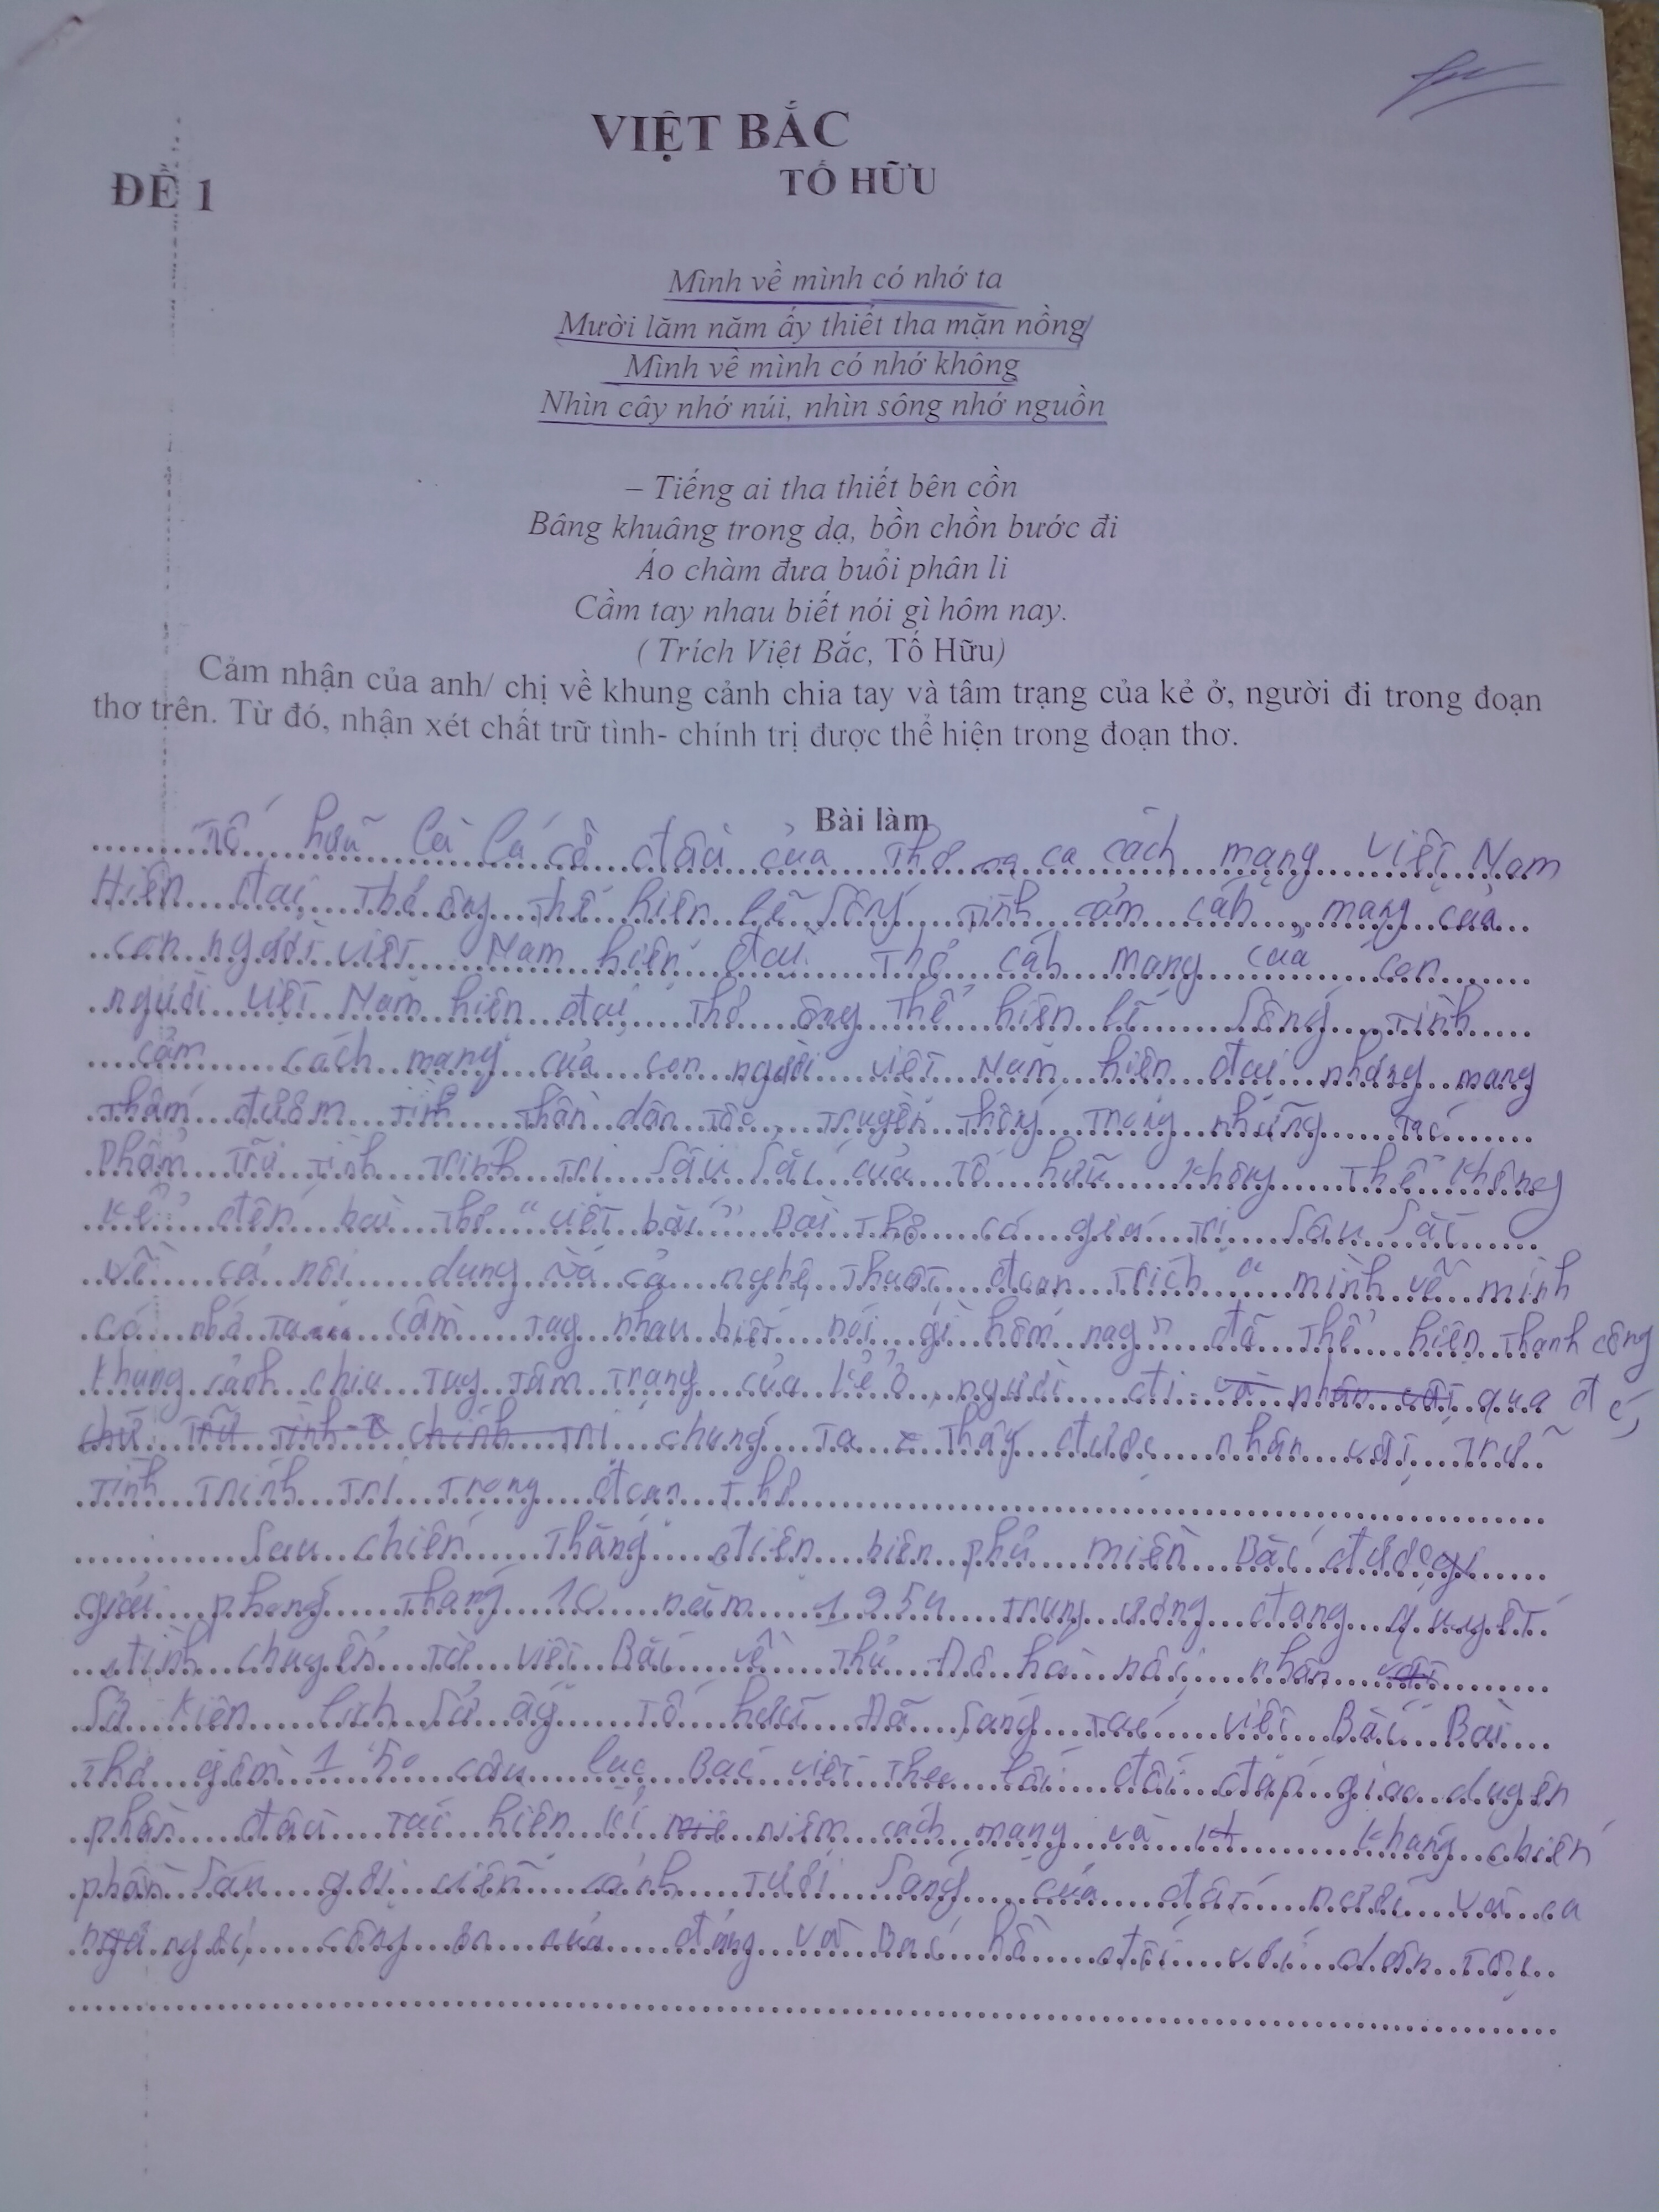 VIỆT BẮC
TỐ HỮU
ĐỀ 1
Mình về mình có nhớ ta
Mười lăm năm ấy thiết tha mặn nồng
Mình về mình có nhớ không
Nhìn cây nhớ núi, nhìn sông nhớ nguồn
– Tiếng ai tha thiết bên cồn
Bâng khuâng trong dạ, bồn chồn bước đi
Áo chàm đưa buổi phân li
Cầm tay nhau biết nói gì hôm nay.
( Trích Việt Bắc, Tố Hữu)
Cảm nhận của anh/ chị về khung cảnh chia tay và tâm trạng của kẻ ở, người đi trong đoạn
thơ trên. Từ đó, nhận xét chất trữ tình- chính trị được thể hiện trong đoạn thơ.
Bài làm
Tố hữu là lá cờ đầu của Thơ ca cách mạng việt Nam
Hiện đại, Thơ ông thể hiện lẽ sống tình cảm cách mạng của
con người việt Nam hiện đại Thơ cách mạng của con
người việt Nam hiện đại Thơ ông Thể hiện lẽ sống tình
cảm cách mạng của con người việt Nam hiện đại nhưng mang
Thấm đượm tinh thần dân tộc truyền thống trong những tác
phẩm Trữ tình trính trị sâu sắc của Tố hữu không thể không
kể đến bài thơ "việt bắc" Bài Thơ có giá trị sâu sắc
về cả nội dung và cả nghệ thuật đoạn trích " mình về mình
có nhớ ta... cầm tay nhau biết nói gì hôm nay" đã thể hiện thành công
khung cảnh chia tay tâm trạng của kẻ ở, người đi qua đó,
chúng ta thấy được nhân vật trữ
tình trính trị trong đoạn thơ
Sau chiến thắng điện biên phủ miền Bắc được
giải phóng tháng 10 năm 1954 trung ương đảng quyết
định chuyển từ việt Bắc về thủ Đô hà nội, nhân
sự kiện lịch sử ấy tố hữu Đã sáng tác việt Bắc Bài
thơ gồm 150 câu lục Bác viết theo lối đối đáp giao duyên
phần đầu tái hiện kỉ niệm cách mạng và kháng chiến
phần sau gợi viễn cảnh tươi sáng của đất nước và ca
ngợi công ơn của đảng và Bác hồ đối với dân tộc.